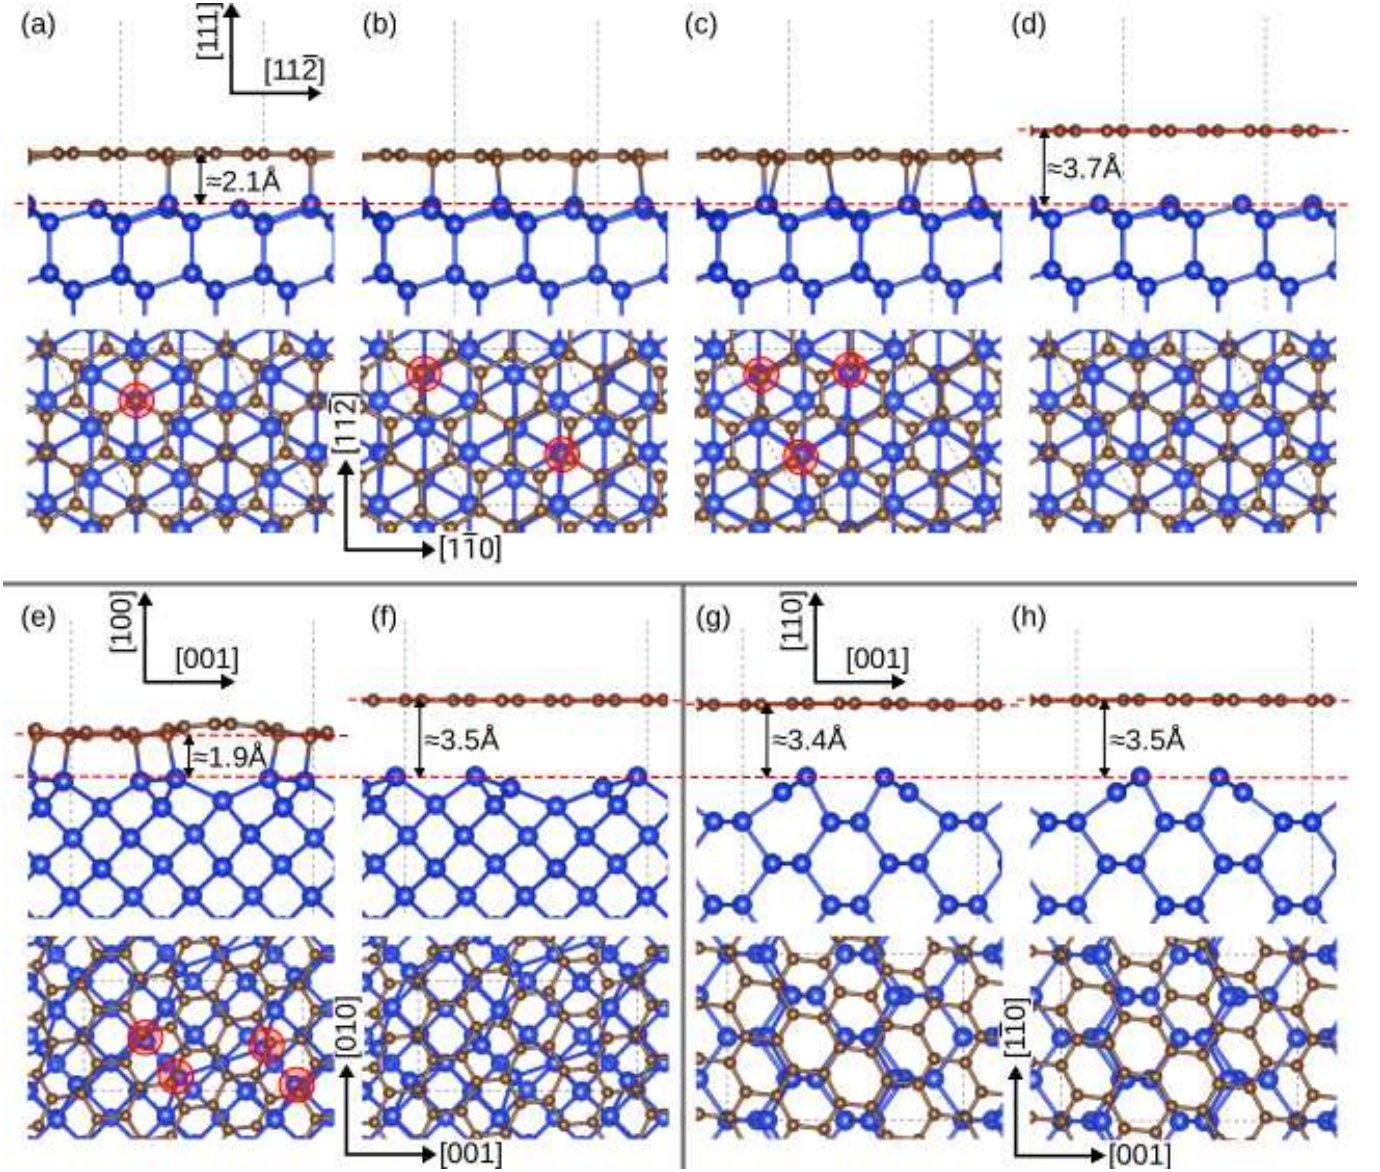 (a)
[111]
[112̅]
(b)
(c)
(d)
≈2.1Å
≈3.7Å
[112̅]
[11̅0]
(e)
[100]
[001]
(f)
(g)
[110]
[001]
(h)
≈1.9Å
≈3.5Å
≈3.4Å
≈3.5Å
[010]
[001]
[11̅0]
[001]